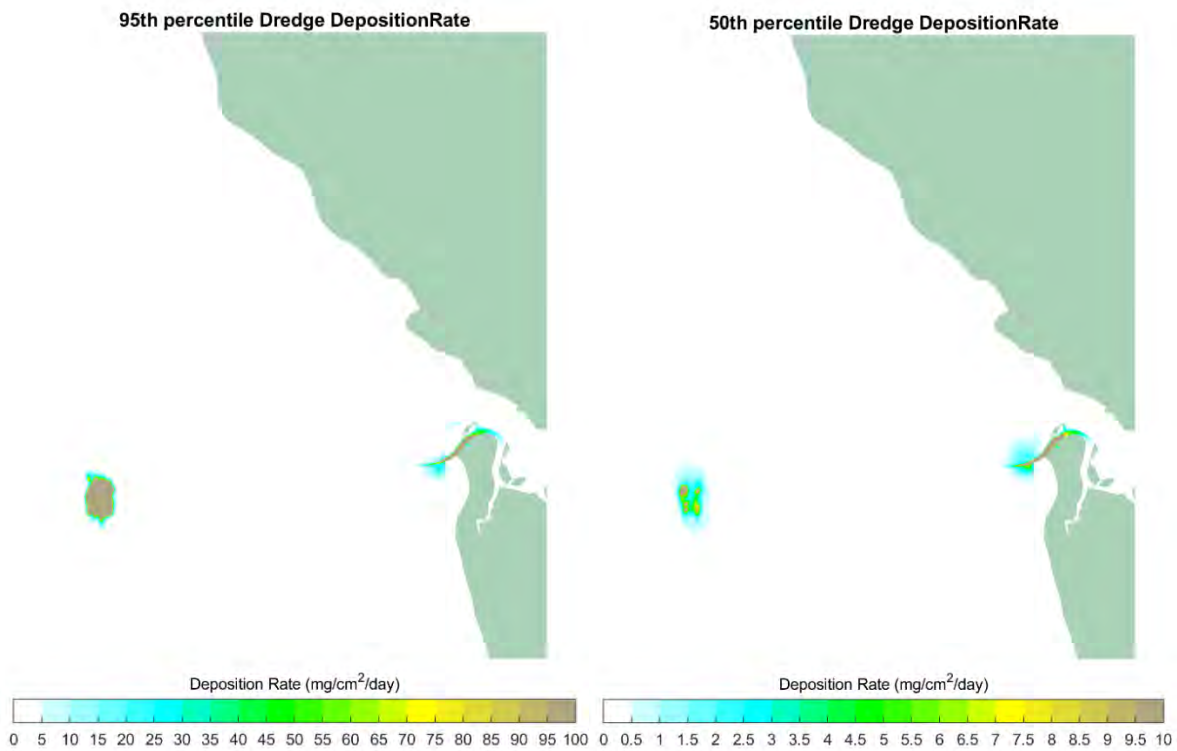 95th percentile Dredge DepositionRate
50th percentile Dredge DepositionRate
Deposition Rate (mg/cm²/day)
0 5 10 15 20 25 30 35 40 45 50 55 60 65 70 75 80 85 90 95 100
Deposition Rate (mg/cm²/day)
0 0.5 1 1.5 2 2.5 3 3.5 4 4.5 5 5.5 6 6.5 7 7.5 8 8.5 9 9.5 10